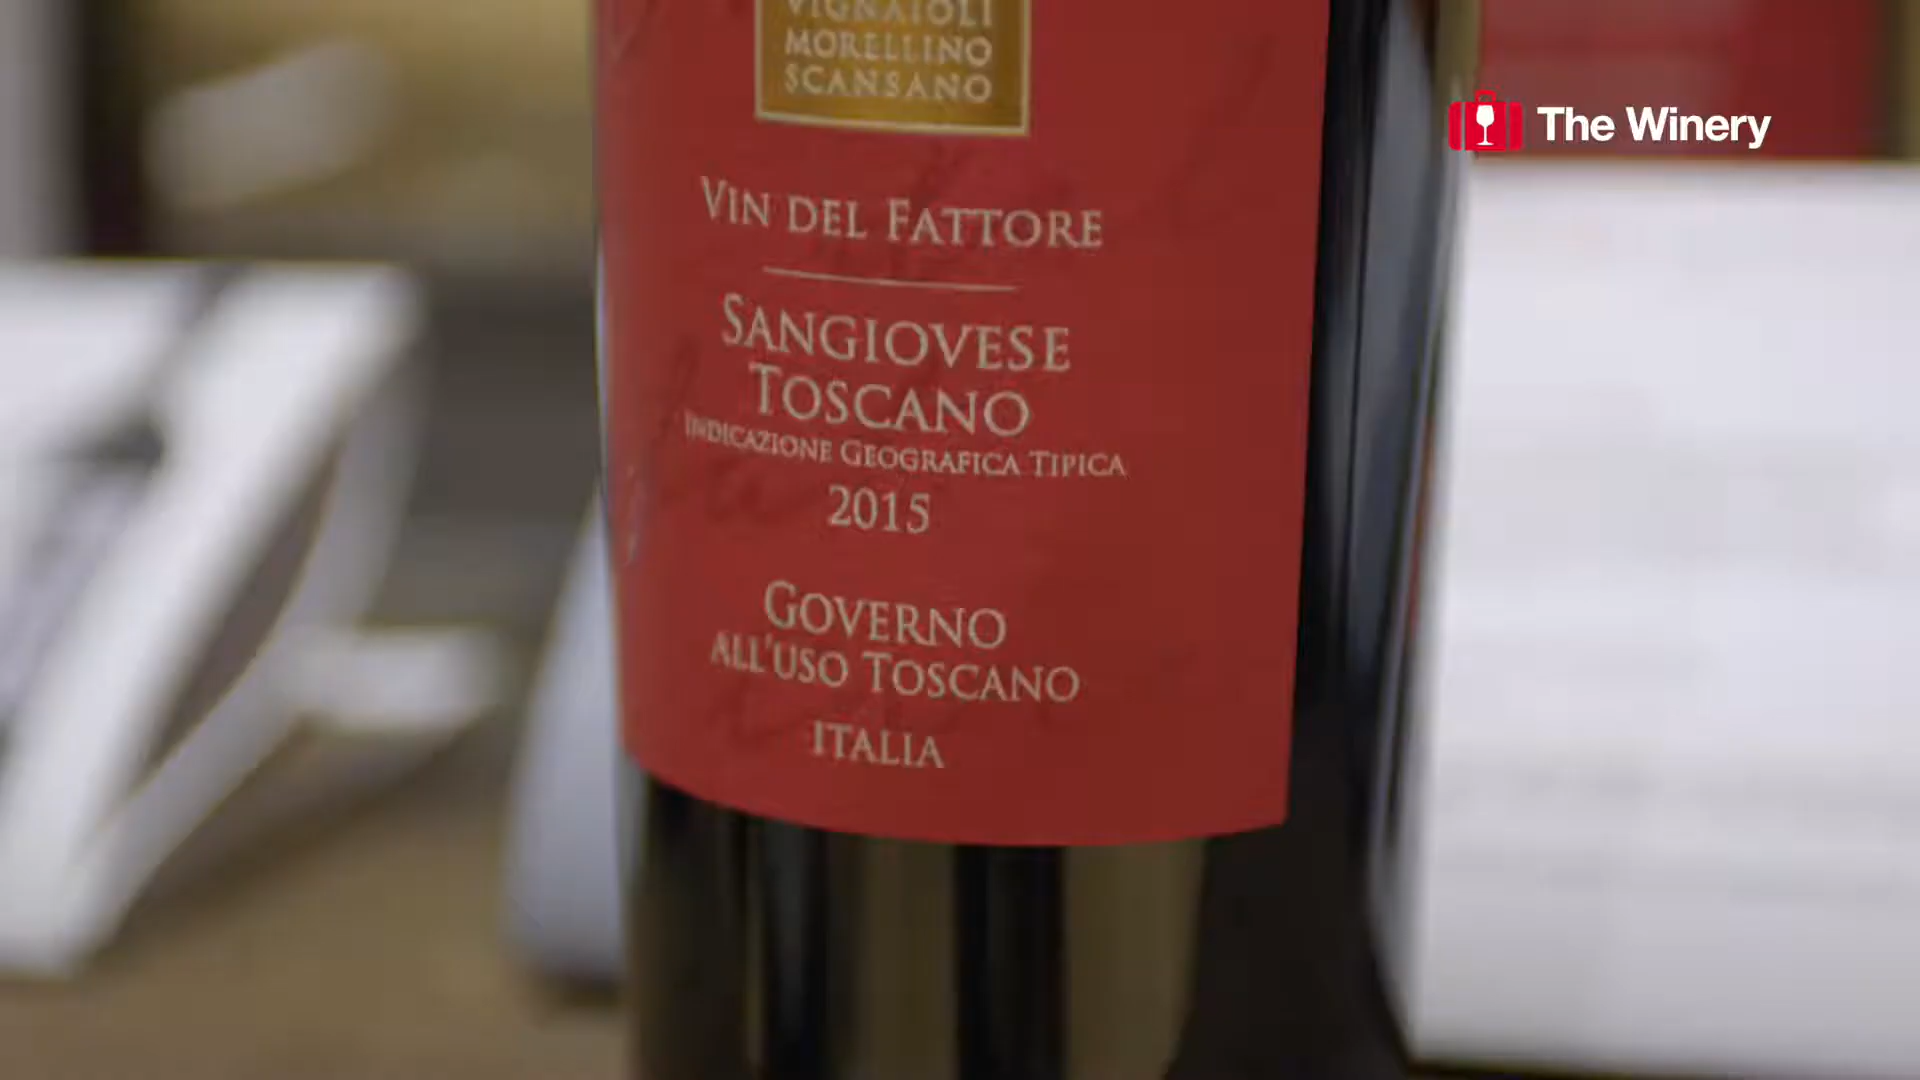 VIGNAIOLI
MORELLINO
SCANSANO
The Winery
VIN DEL FATTORE
SANGIOVESE
TOSCANO
INDICAZIONE GEOGRAFICA TIPICA
2015
GOVERNO
ALL'USO TOSCANO
ITALIA